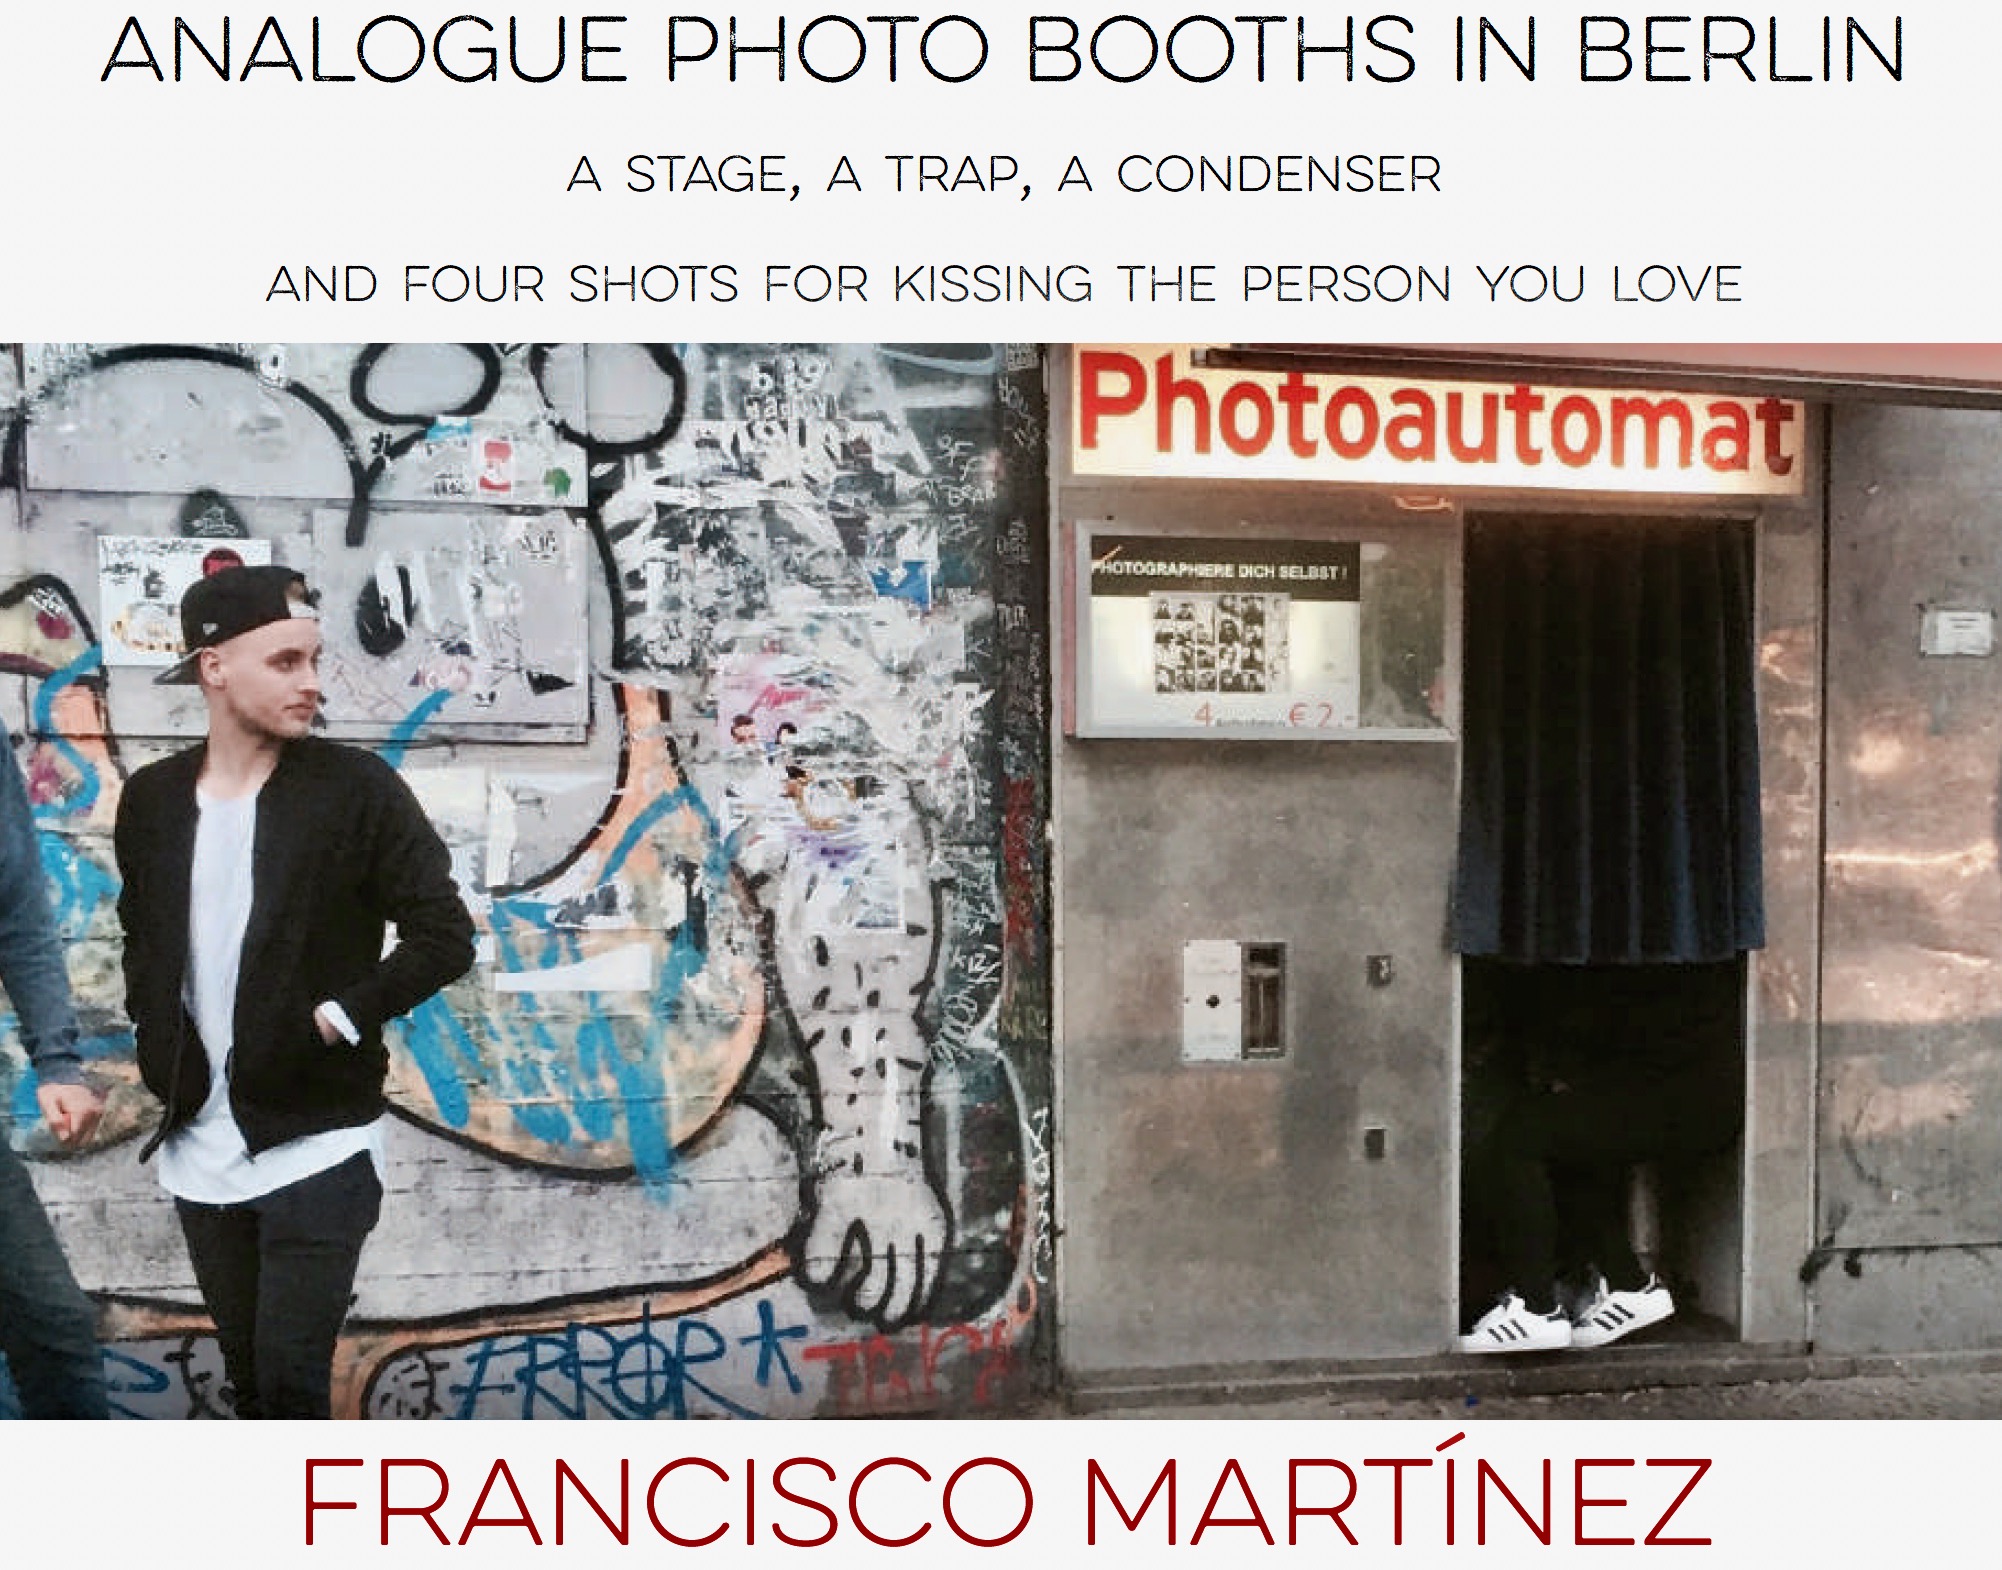 ANALOGUE PHOTO BOOTHS IN BERLIN
A STAGE, A TRAP, A CONDENSER
AND FOUR SHOTS FOR KISSING THE PERSON YOU LOVE
Photoautomat
PHOTOGRAPHIERE DICH SELBST !
4 € 2,-
ERROR
FRANCISCO MARTÍNEZ